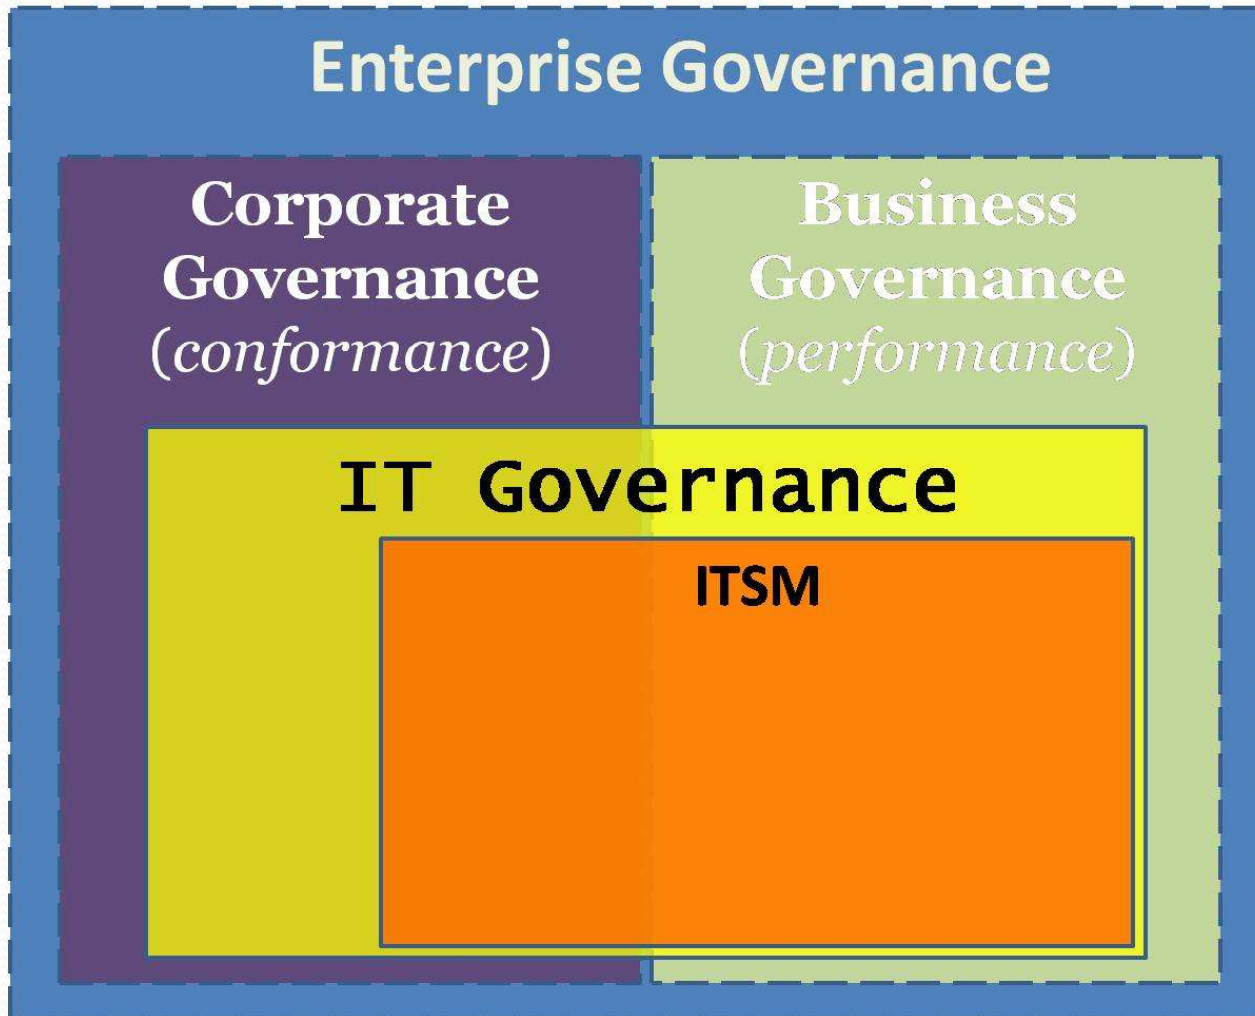 Enterprise Governance
Corporate
Governance
(conformance)
Business
Governance
(performance)
IT Governance
ITSM